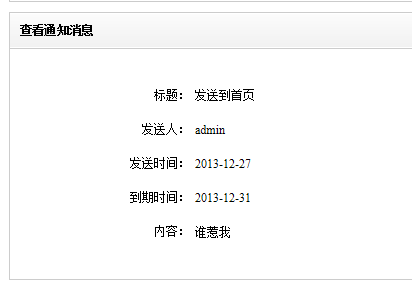 查看通知消息
标题： 发送到首页
发送人： admin
发送时间： 2013-12-27
到期时间： 2013-12-31
内容： 谁惹我